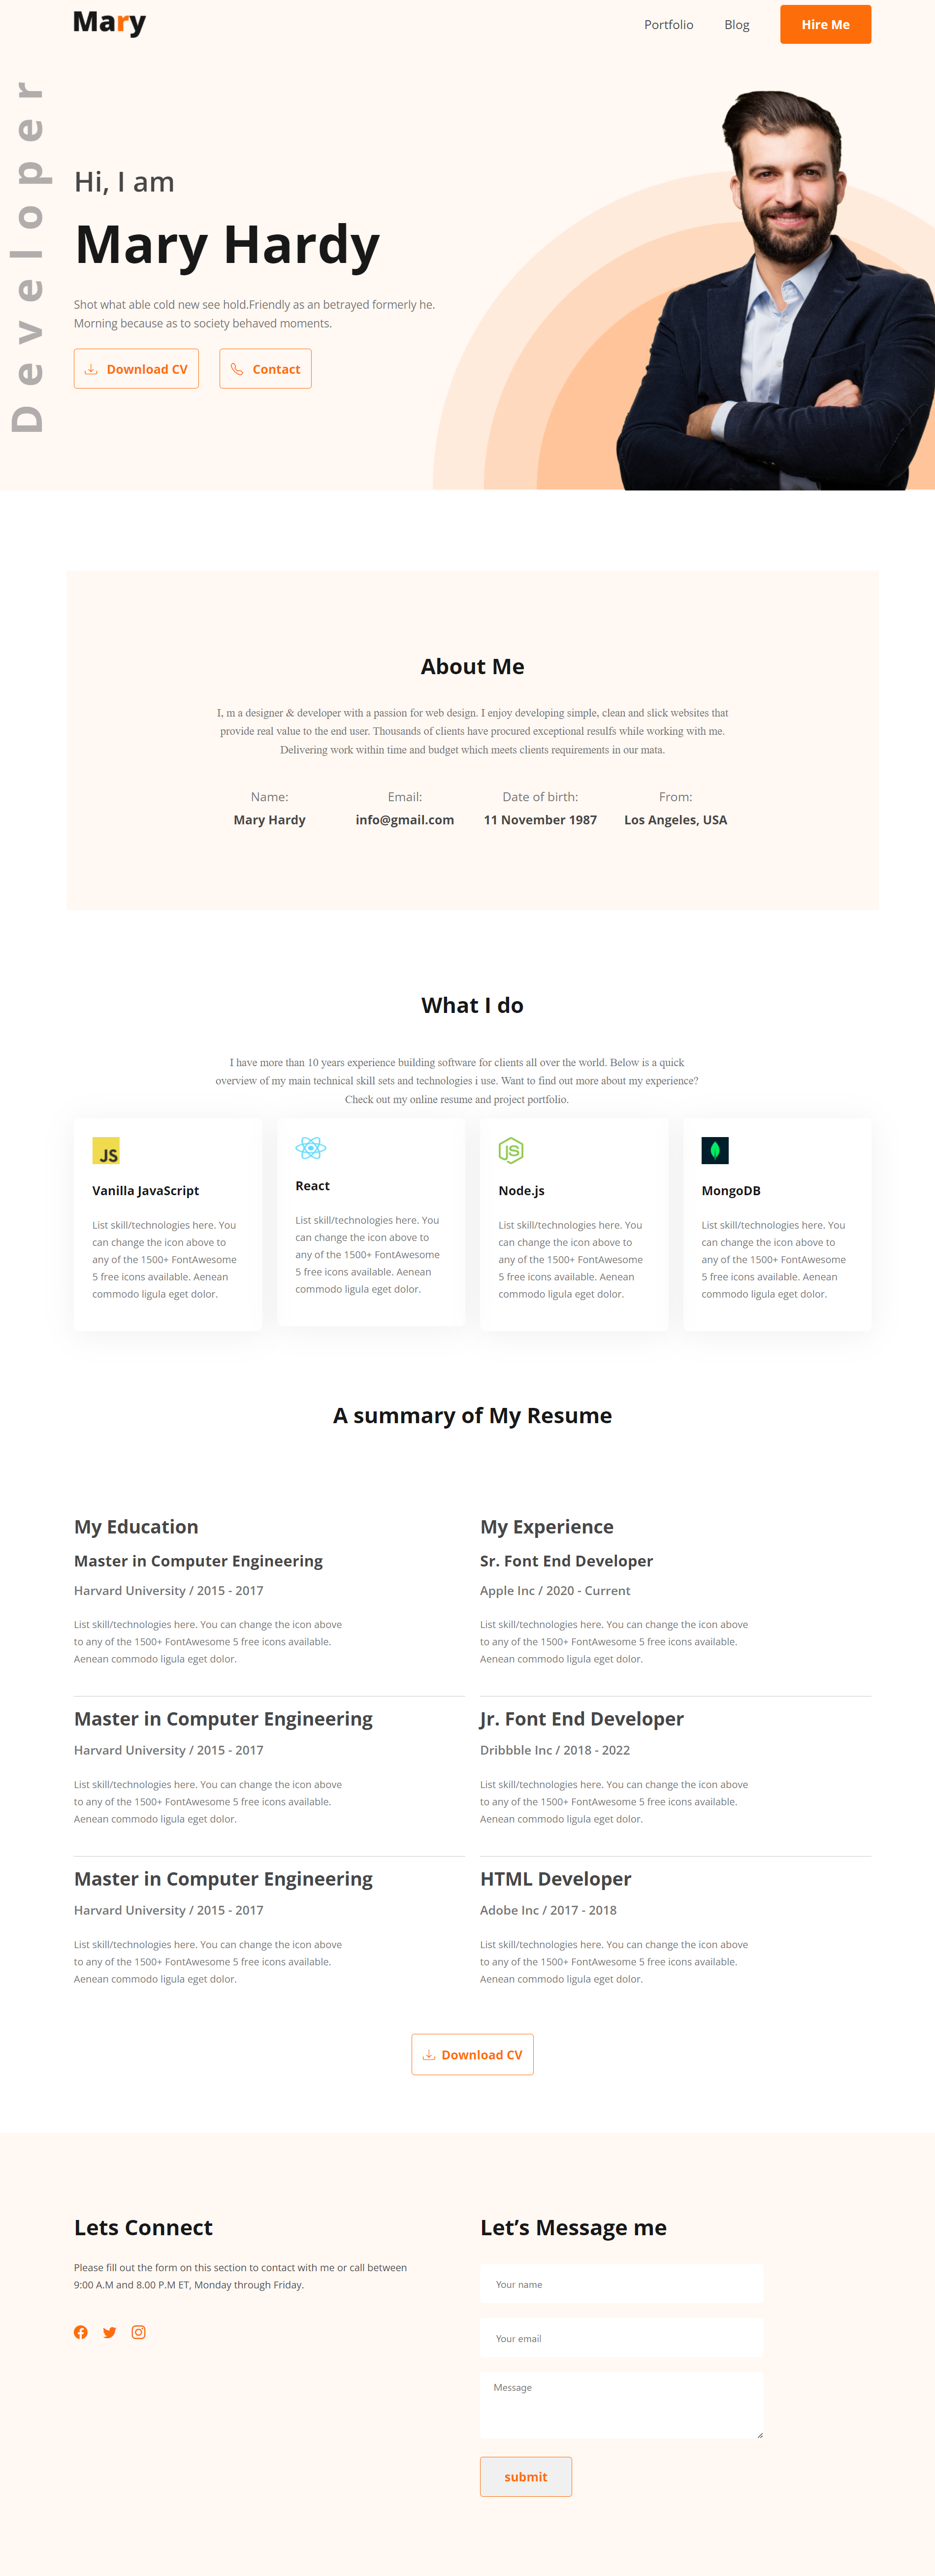 Mary
Portfolio Blog Hire Me
Developer
Hi, I am
Mary Hardy
Shot what able cold new see hold.Friendly as an betrayed formerly he.
Morning because as to society behaved moments.
Download CV Contact
About Me
I, m a designer & developer with a passion for web design. I enjoy developing simple, clean and slick websites that
provide real value to the end user. Thousands of clients have procured exceptional resulfs while working with me.
Delivering work within time and budget which meets clients requirements in our mata.
Name: Email: Date of birth: From:
Mary Hardy info@gmail.com 11 November 1987 Los Angeles, USA
What I do
I have more than 10 years experience building software for clients all over the world. Below is a quick
overview of my main technical skill sets and technologies i use. Want to find out more about my experience?
Check out my online resume and project portfolio.
JS
Vanilla JavaScript
List skill/technologies here. You
can change the icon above to
any of the 1500+ FontAwesome
5 free icons available. Aenean
commodo ligula eget dolor.
React
List skill/technologies here. You
can change the icon above to
any of the 1500+ FontAwesome
5 free icons available. Aenean
commodo ligula eget dolor.
JS
Node.js
List skill/technologies here. You
can change the icon above to
any of the 1500+ FontAwesome
5 free icons available. Aenean
commodo ligula eget dolor.
MongoDB
List skill/technologies here. You
can change the icon above to
any of the 1500+ FontAwesome
5 free icons available. Aenean
commodo ligula eget dolor.
A summary of My Resume
My Education
Master in Computer Engineering
Harvard University / 2015 - 2017
List skill/technologies here. You can change the icon above
to any of the 1500+ FontAwesome 5 free icons available.
Aenean commodo ligula eget dolor.
Master in Computer Engineering
Harvard University / 2015 - 2017
List skill/technologies here. You can change the icon above
to any of the 1500+ FontAwesome 5 free icons available.
Aenean commodo ligula eget dolor.
Master in Computer Engineering
Harvard University / 2015 - 2017
List skill/technologies here. You can change the icon above
to any of the 1500+ FontAwesome 5 free icons available.
Aenean commodo ligula eget dolor.
My Experience
Sr. Font End Developer
Apple Inc / 2020 - Current
List skill/technologies here. You can change the icon above
to any of the 1500+ FontAwesome 5 free icons available.
Aenean commodo ligula eget dolor.
Jr. Font End Developer
Dribbble Inc / 2018 - 2022
List skill/technologies here. You can change the icon above
to any of the 1500+ FontAwesome 5 free icons available.
Aenean commodo ligula eget dolor.
HTML Developer
Adobe Inc / 2017 - 2018
List skill/technologies here. You can change the icon above
to any of the 1500+ FontAwesome 5 free icons available.
Aenean commodo ligula eget dolor.
Download CV
Lets Connect
Please fill out the form on this section to contact with me or call between
9:00 A.M and 8.00 P.M ET, Monday through Friday.
Let’s Message me
Your name
Your email
Message
submit